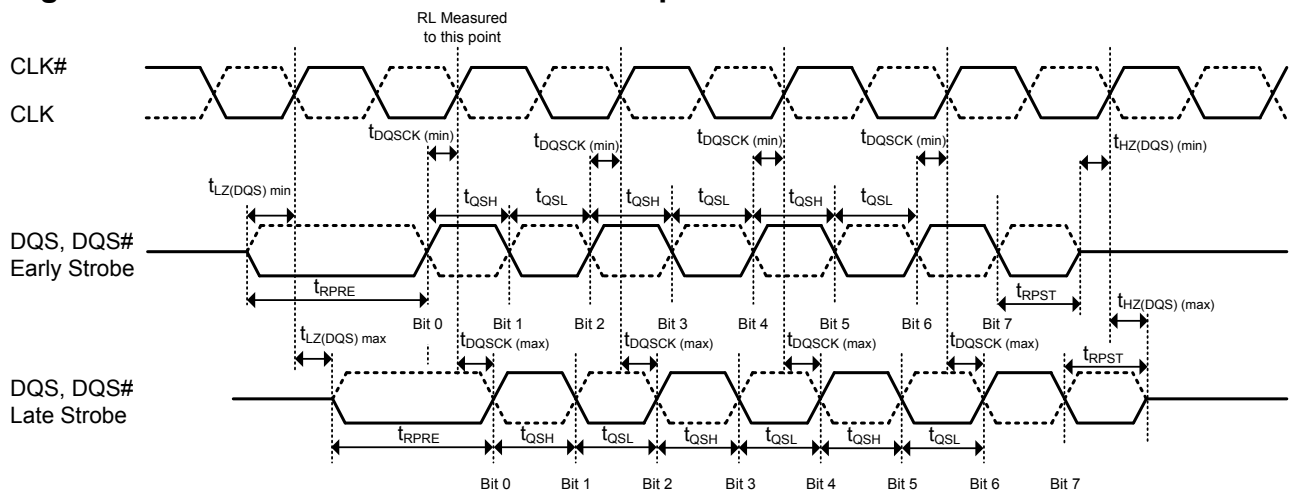 RL Measured
to this point
CLK#
CLK
tDQSCK (min)
tDQSCK (min)
tDQSCK (min)
tDQSCK (min)
tHZ(DQS) (min)
tLZ(DQS) min
tQSH
tQSL
tQSH
tQSL
tQSH
tQSL
DQS, DQS#
Early Strobe
tRPRE
tRPST
Bit 0
Bit 1
Bit 2
Bit 3
Bit 4
Bit 5
Bit 6
Bit 7
tHZ(DQS) (max)
tLZ(DQS) max
tDQSCK (max)
tDQSCK (max)
tDQSCK (max)
tDQSCK (max)
tRPST
DQS, DQS#
Late Strobe
tRPRE
tQSH
tQSL
tQSH
tQSL
tQSH
tQSL
Bit 0
Bit 1
Bit 2
Bit 3
Bit 4
Bit 5
Bit 6
Bit 7